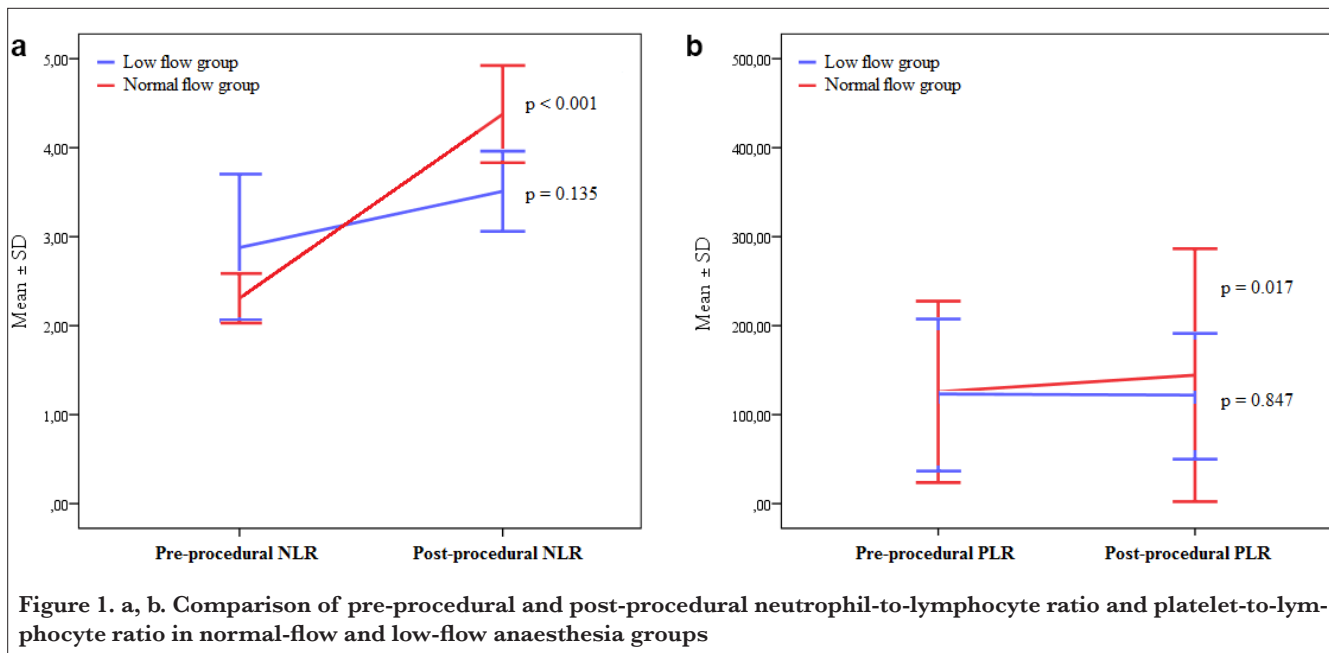 a
Low flow group
Normal flow group
Mean ± SD
5,00
4,00
3,00
2,00
1,00
,00
p < 0.001
p = 0.135
Pre-procedural NLR
Post-procedural NLR
b
Low flow group
Normal flow group
Mean ± SD
500,00
400,00
300,00
200,00
100,00
,00
p = 0.017
p = 0.847
Pre-procedural PLR
Post-procedural PLR
Figure 1. a, b. Comparison of pre-procedural and post-procedural neutrophil-to-lymphocyte ratio and platelet-to-lym-
phocyte ratio in normal-flow and low-flow anaesthesia groups